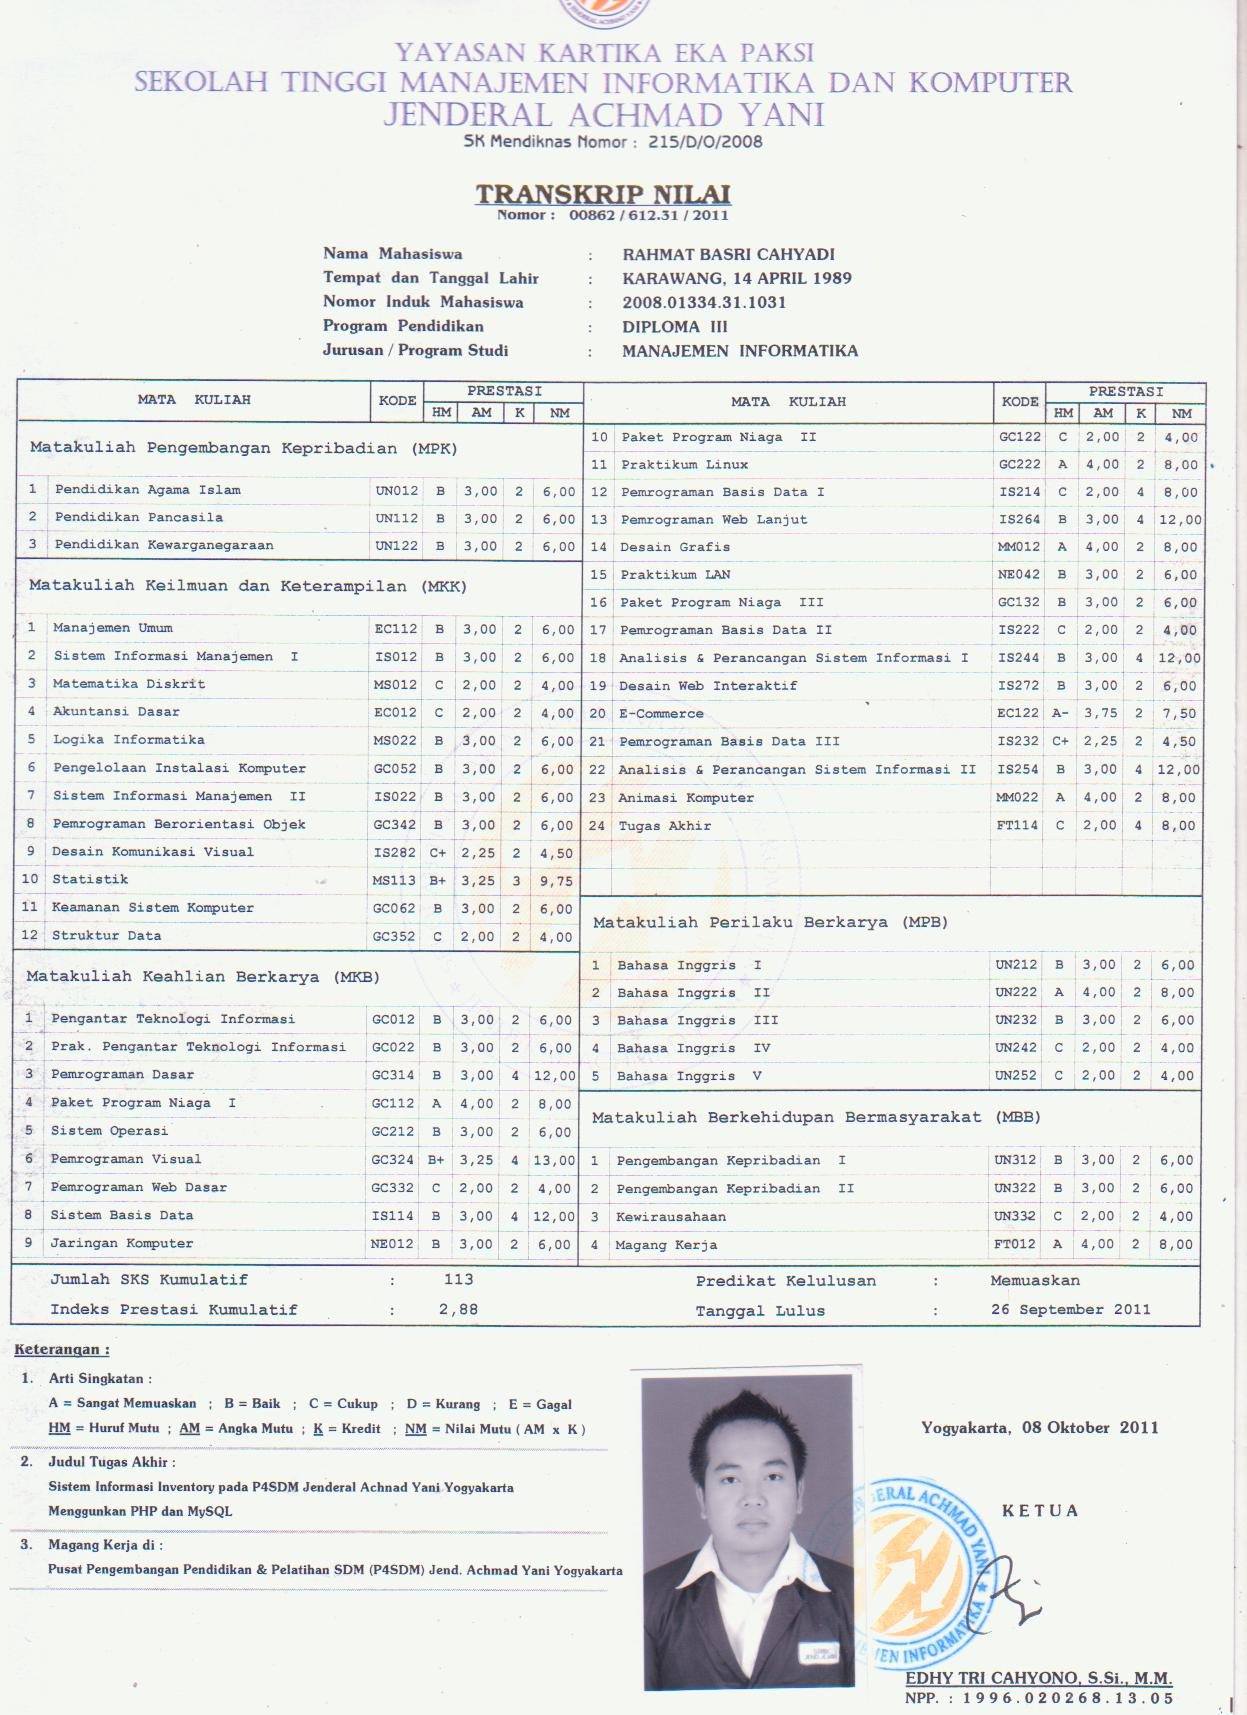 JENDERAL ACHMAD YANI
YAYASAN KARTIKA EKA PAKSI
SEKOLAH TINGGI MANAJEMEN INFORMATIKA DAN KOMPUTER
JENDERAL ACHMAD YANI
SK Mendiknas Nomor : 215/D/O/2008
TRANSKRIP NILAI
Nomor : 00862 / 612.31 / 2011
Nama Mahasiswa : RAHMAT BASRI CAHYADI
Tempat dan Tanggal Lahir : KARAWANG, 14 APRIL 1989
Nomor Induk Mahasiswa : 2008.01334.31.1031
Program Pendidikan : DIPLOMA III
Jurusan / Program Studi : MANAJEMEN INFORMATIKA
MATA KULIAH KODE PRESTASI
HM AM K NM
Matakuliah Pengembangan Kepribadian (MPK)
1 Pendidikan Agama Islam UN012 B 3,00 2 6,00
2 Pendidikan Pancasila UN112 B 3,00 2 6,00
3 Pendidikan Kewarganegaraan UN122 B 3,00 2 6,00
Matakuliah Keilmuan dan Keterampilan (MKK)
1 Manajemen Umum EC112 B 3,00 2 6,00
2 Sistem Informasi Manajemen I IS012 B 3,00 2 6,00
3 Matematika Diskrit MS012 C 2,00 2 4,00
4 Akuntansi Dasar EC012 C 2,00 2 4,00
5 Logika Informatika MS022 B 3,00 2 6,00
6 Pengelolaan Instalasi Komputer GC052 B 3,00 2 6,00
7 Sistem Informasi Manajemen II IS022 B 3,00 2 6,00
8 Pemrograman Berorientasi Objek GC342 B 3,00 2 6,00
9 Desain Komunikasi Visual IS282 C+ 2,25 2 4,50
10 Statistik MS113 B+ 3,25 3 9,75
11 Keamanan Sistem Komputer GC062 B 3,00 2 6,00
12 Struktur Data GC352 C 2,00 2 4,00
Matakuliah Keahlian Berkarya (MKB)
1 Pengantar Teknologi Informasi GC012 B 3,00 2 6,00
2 Prak. Pengantar Teknologi Informasi GC022 B 3,00 2 6,00
3 Pemrograman Dasar GC314 B 3,00 4 12,00
4 Paket Program Niaga I GC112 A 4,00 2 8,00
5 Sistem Operasi GC212 B 3,00 2 6,00
6 Pemrograman Visual GC324 B+ 3,25 4 13,00
7 Pemrograman Web Dasar GC332 C 2,00 2 4,00
8 Sistem Basis Data IS114 B 3,00 4 12,00
9 Jaringan Komputer NE012 B 3,00 2 6,00
MATA KULIAH KODE PRESTASI
HM AM K NM
10 Paket Program Niaga II GC122 C 2,00 2 4,00
11 Praktikum Linux GC222 A 4,00 2 8,00
12 Pemrograman Basis Data I IS214 C 2,00 4 8,00
13 Pemrograman Web Lanjut IS264 B 3,00 4 12,00
14 Desain Grafis MM012 A 4,00 2 8,00
15 Praktikum LAN NE042 B 3,00 2 6,00
16 Paket Program Niaga III GC132 B 3,00 2 6,00
17 Pemrograman Basis Data II IS222 C 2,00 2 4,00
18 Analisis & Perancangan Sistem Informasi I IS244 B 3,00 4 12,00
19 Desain Web Interaktif IS272 B 3,00 2 6,00
20 E-Commerce EC122 A- 3,75 2 7,50
21 Pemrograman Basis Data III IS232 C+ 2,25 2 4,50
22 Analisis & Perancangan Sistem Informasi II IS254 B 3,00 4 12,00
23 Animasi Komputer MM022 A 4,00 2 8,00
24 Tugas Akhir FT114 C 2,00 4 8,00
Matakuliah Perilaku Berkarya (MPB)
1 Bahasa Inggris I UN212 B 3,00 2 6,00
2 Bahasa Inggris II UN222 A 4,00 2 8,00
3 Bahasa Inggris III UN232 B 3,00 2 6,00
4 Bahasa Inggris IV UN242 C 2,00 2 4,00
5 Bahasa Inggris V UN252 C 2,00 2 4,00
Matakuliah Berkehidupan Bermasyarakat (MBB)
1 Pengembangan Kepribadian I UN312 B 3,00 2 6,00
2 Pengembangan Kepribadian II UN322 B 3,00 2 6,00
3 Kewirausahaan UN332 C 2,00 2 4,00
4 Magang Kerja FT012 A 4,00 2 8,00
Jumlah SKS Kumulatif : 113
Indeks Prestasi Kumulatif : 2,88
Predikat Kelulusan : Memuaskan
Tanggal Lulus : 26 September 2011
Keterangan :
1. Arti Singkatan :
A = Sangat Memuaskan ; B = Baik ; C = Cukup ; D = Kurang ; E = Gagal
HM = Huruf Mutu ; AM = Angka Mutu ; K = Kredit ; NM = Nilai Mutu ( AM x K )
2. Judul Tugas Akhir :
Sistem Informasi Inventory pada P4SDM Jenderal Achnad Yani Yogyakarta
Menggunkan PHP dan MySQL
3. Magang Kerja di :
Pusat Pengembangan Pendidikan & Pelatihan SDM (P4SDM) Jend. Achmad Yani Yogyakarta
Yogyakarta, 08 Oktober 2011
KETUA
ERAL ACHMAD YANI
EN INFORMATIKA
EDHY TRI CAHYONO, S.Si., M.M.
NPP. : 1996.020268.13.05